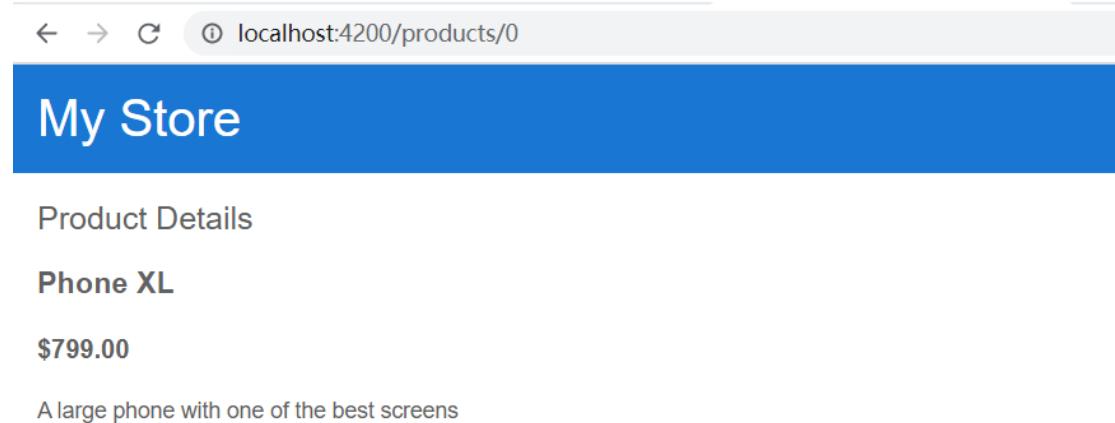 localhost:4200/products/0
My Store
Product Details
Phone XL
$799.00
A large phone with one of the best screens